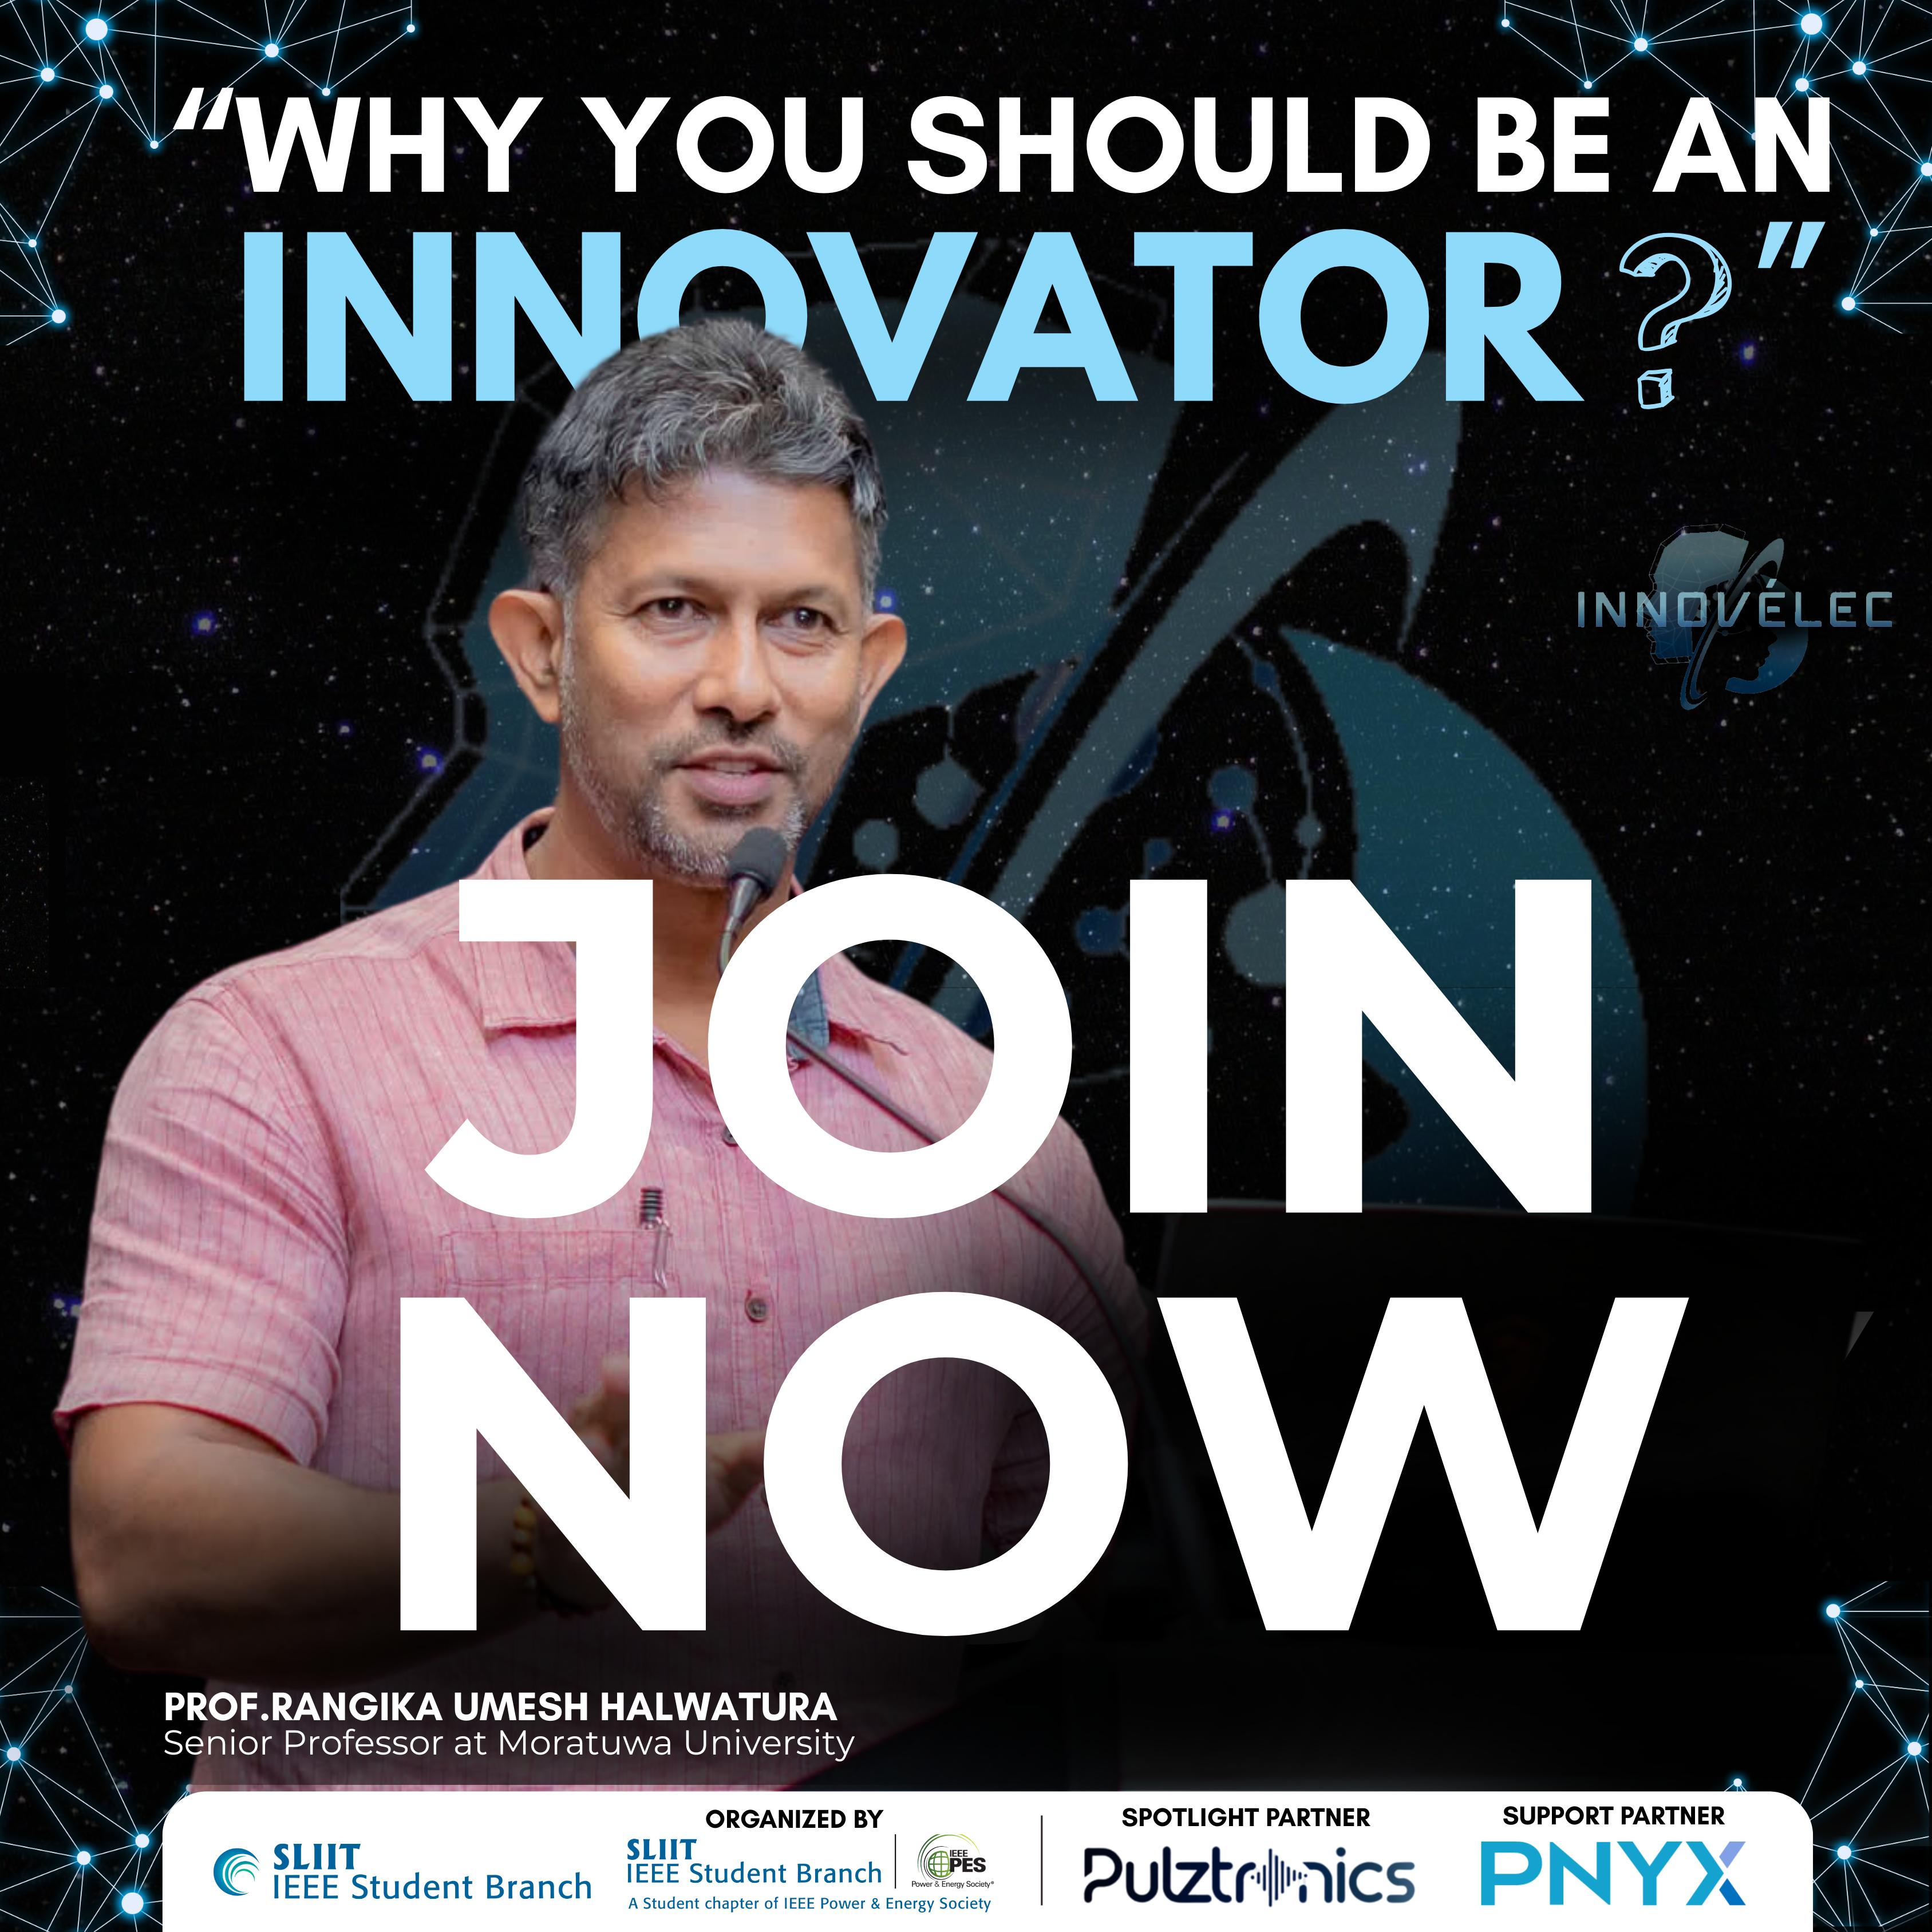 “WHY YOU SHOULD BE AN
INNOVATOR?”
INNOVÉLEC
JOIN
NOW
PROF.RANGIKA UMESH HALWATURA
Senior Professor at Moratuwa University
SLIIT
IEEE Student Branch
ORGANIZED BY
SLIIT
IEEE Student Branch
IEEE
PES
Power & Energy Society®
A Student chapter of IEEE Power & Energy Society
SPOTLIGHT PARTNER
Pulztronics
SUPPORT PARTNER
PNYX